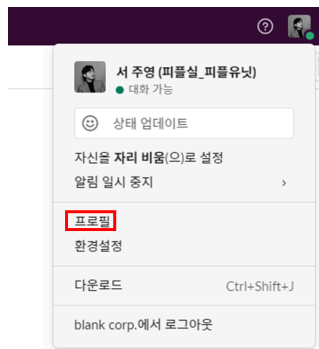 서 주영 (피플실_피플유닛)
대화 가능
상태 업데이트
자신을 자리 비움(으)로 설정
알림 일시 중지
프로필
환경설정
다운로드 Ctrl+Shift+J
blank corp.에서 로그아웃